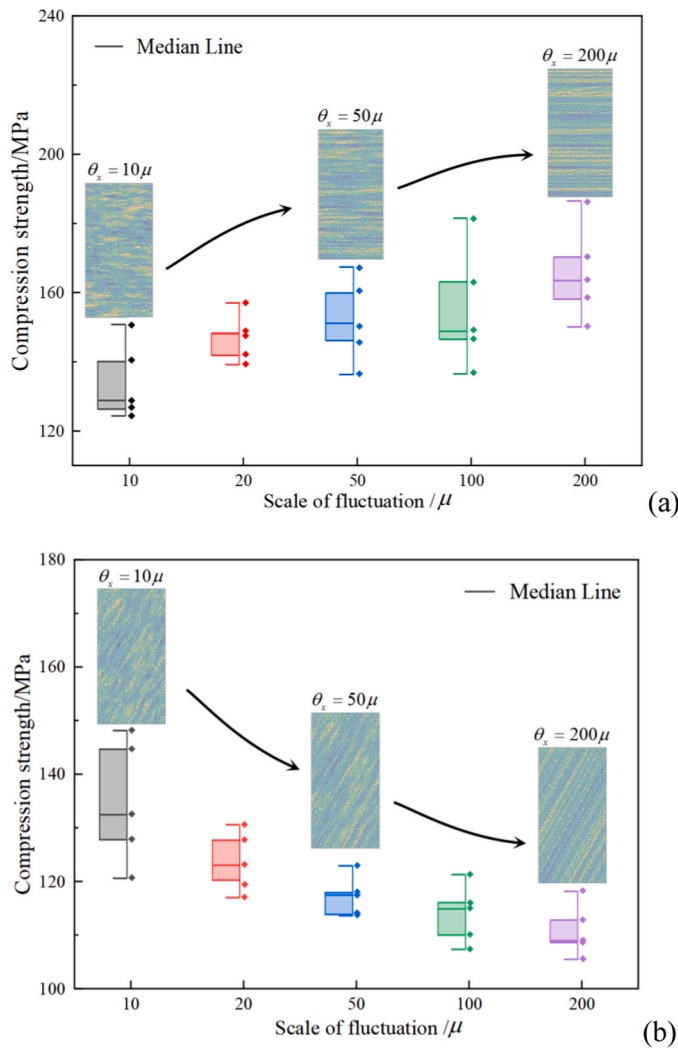 240
Median Line
θx = 200μ
θx = 50μ
200
θx = 10μ
Compression strength/MPa
160
120
10 20 50 100 200
Scale of fluctuation /μ
(a)
180
θx = 10μ
Median Line
160
θx = 50μ
θx = 200μ
Compression strength/MPa
140
120
100
10 20 50 100 200
Scale of fluctuation /μ
(b)